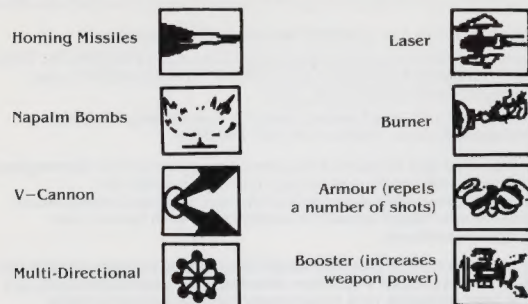 Homing Missiles
Laser
Napalm Bombs
Burner
V-Cannon
Armour (repels
a number of shots)
Multi-Directional
Booster (increases
weapon power)